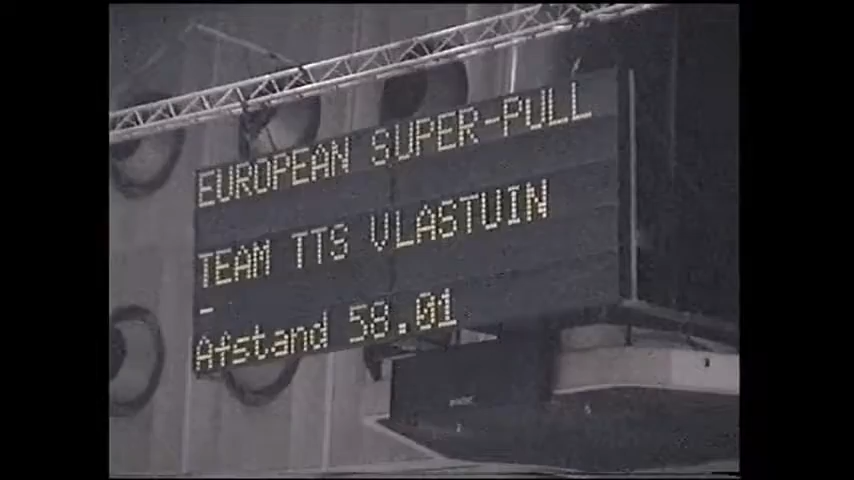 EUROPEAN SUPER-PULL
TEAM TTS VLASTUIN
-
Afstand 58.01